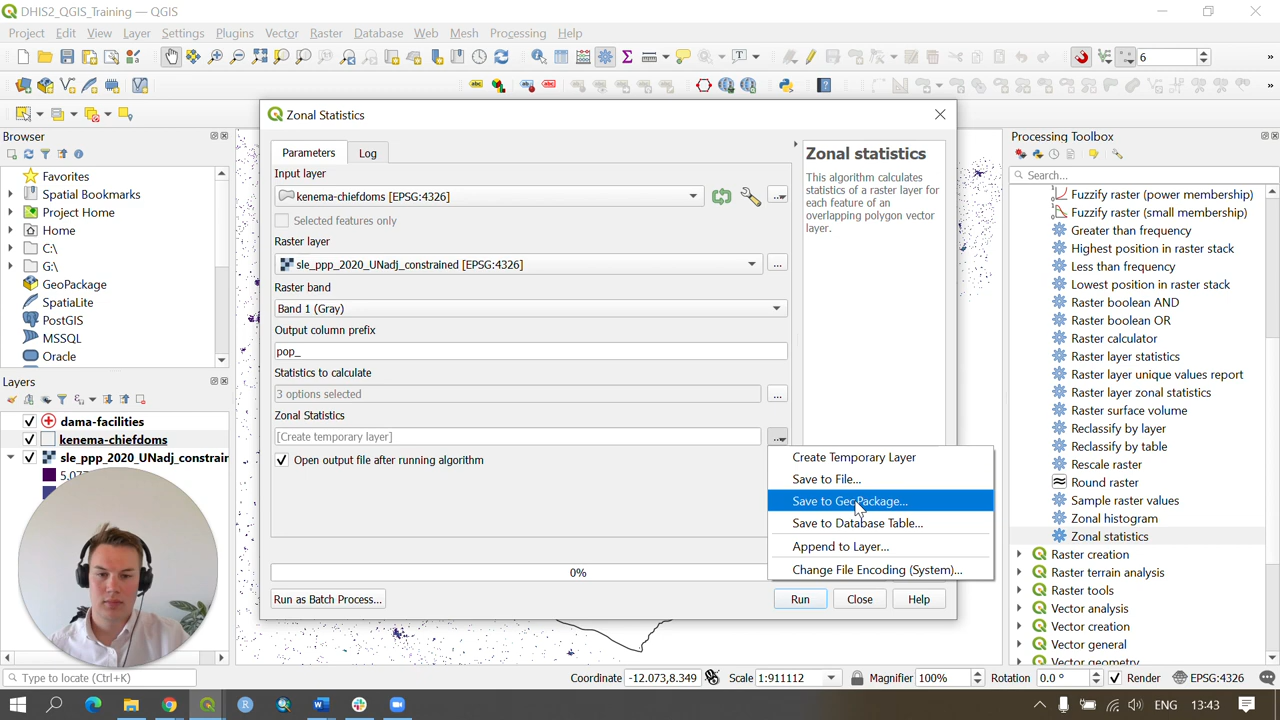 DHIS2_QGIS_Training — QGIS
Project Edit View Layer Settings Plugins Vector Raster Database Web Mesh Processing Help
6
Browser
Favorites
Spatial Bookmarks
Project Home
Home
C:\
G:\
GeoPackage
SpatiaLite
PostGIS
MSSQL
Oracle
Layers
dama-facilities
kenema-chiefdoms
sle_ppp_2020_UNadj_constrain
Zonal Statistics
Parameters Log
Input layer
kenema-chiefdoms [EPSG:4326]
Selected features only
Raster layer
sle_ppp_2020_UNadj_constrained [EPSG:4326]
Raster band
Band 1 (Gray)
Output column prefix
pop_
Statistics to calculate
3 options selected
Zonal Statistics
[Create temporary layer]
Open output file after running algorithm
0%
Run as Batch Process...
Run Close Help
Zonal statistics
This algorithm calculates
statistics of a raster layer for
each feature of an
overlapping polygon vector
layer.
Create Temporary Layer
Save to File...
Save to GeoPackage...
Save to Database Table...
Append to Layer...
Change File Encoding (System)...
Processing Toolbox
Search...
Fuzzify raster (power membership)
Fuzzify raster (small membership)
Greater than frequency
Highest position in raster stack
Less than frequency
Lowest position in raster stack
Raster boolean AND
Raster boolean OR
Raster calculator
Raster layer statistics
Raster layer unique values report
Raster layer zonal statistics
Raster surface volume
Reclassify by layer
Reclassify by table
Rescale raster
Round raster
Sample raster values
Zonal histogram
Zonal statistics
Raster creation
Raster terrain analysis
Raster tools
Vector analysis
Vector creation
Vector general
Vector geometry
Type to locate (Ctrl+K)
Coordinate -12.073,8.349 Scale 1:911112 Magnifier 100% Rotation 0.0 ° Render EPSG:4326
ENG 13:43